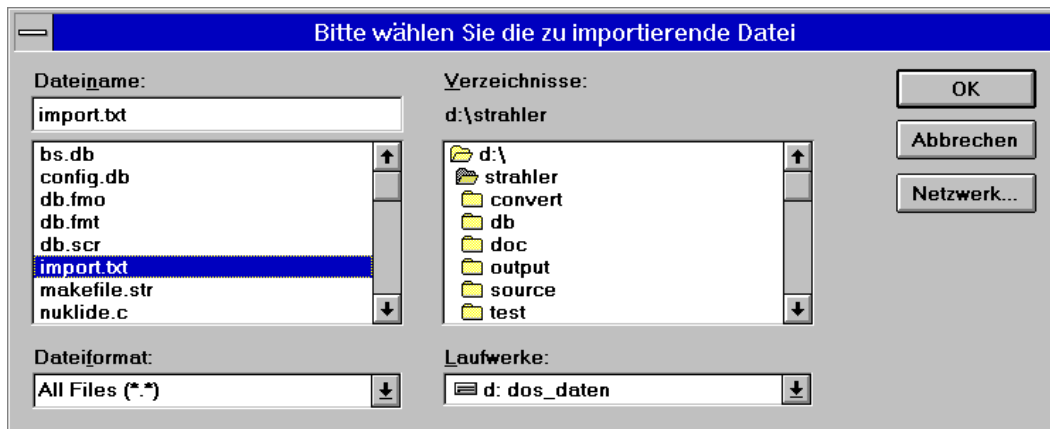 Bitte wählen Sie die zu importierende Datei
Dateiname:
import.txt
bs.db
config.db
db.fmo
db.fmt
db.scr
import.txt
makefile.str
nuklide.c
Dateiformat:
All Files (*.*)
Verzeichnisse:
d:\strahler
d:\
strahler
convert
db
doc
output
source
test
Laufwerke:
d: dos_daten
OK
Abbrechen
Netzwerk...